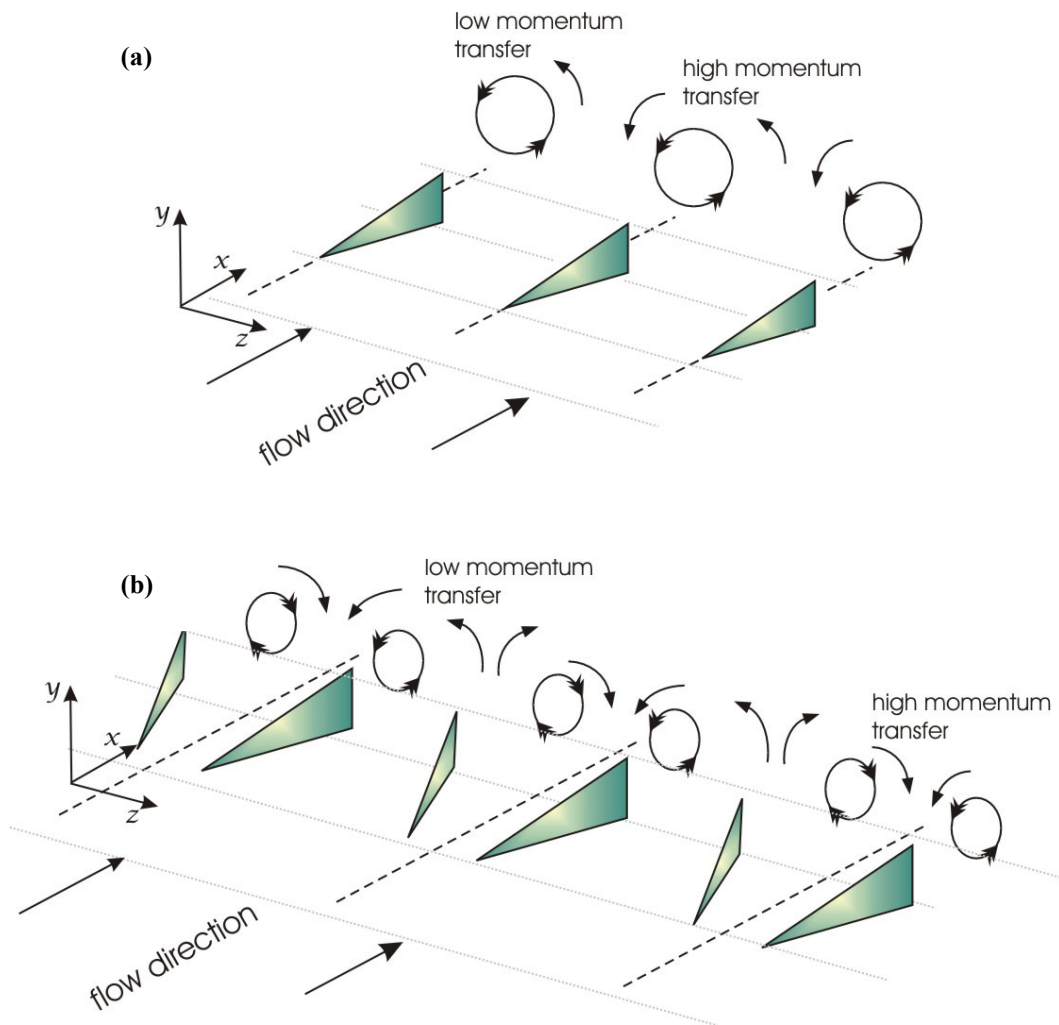 (a)
low momentum
transfer
high momentum
transfer
y
x
z
flow direction
(b)
low momentum
transfer
high momentum
transfer
y
x
z
flow direction